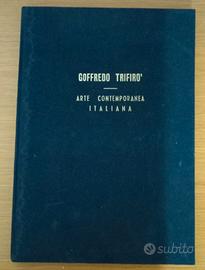 GOFFREDO TRIFIRO'
ARTE CONTEMPORANEA
ITALIANA
subito